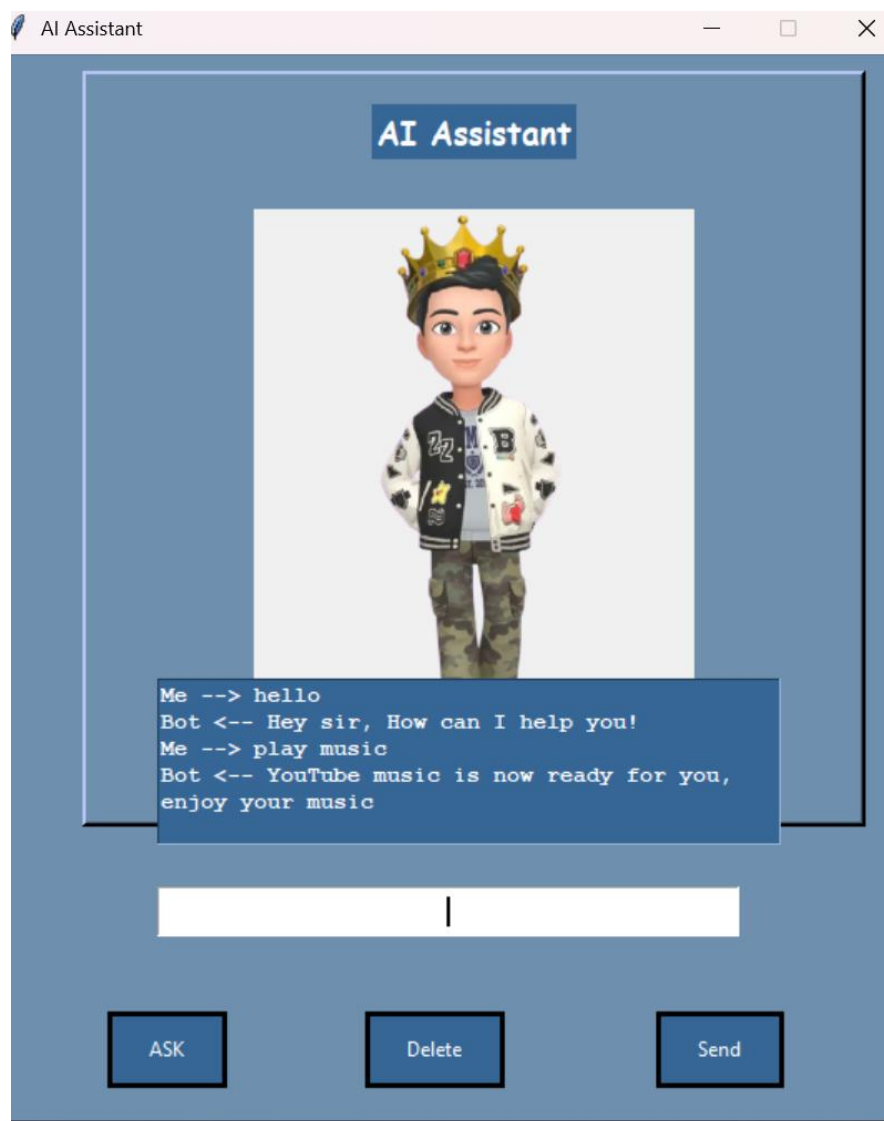 AI Assistant
AI Assistant
22
B
Me --> hello
Bot <-- Hey sir, How can I help you!
Me --> play music
Bot <-- YouTube music is now ready for you,
enjoy your music
ASK
Delete
Send